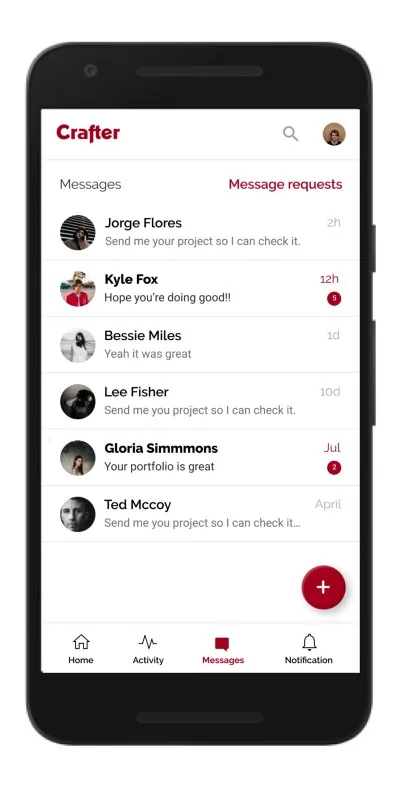 Crafter
Messages Message requests
Jorge Flores 2h
Send me your project so I can check it.
Kyle Fox 12h
Hope you're doing good!! 5
Bessie Miles 1d
Yeah it was great
Lee Fisher 10d
Send me my project so I can check it.
Gloria Simmmons Jul
Your portfolio is great 2
Ted Mccoy April
Send me my project so I can check it...
+
Home Activity Messages Notification